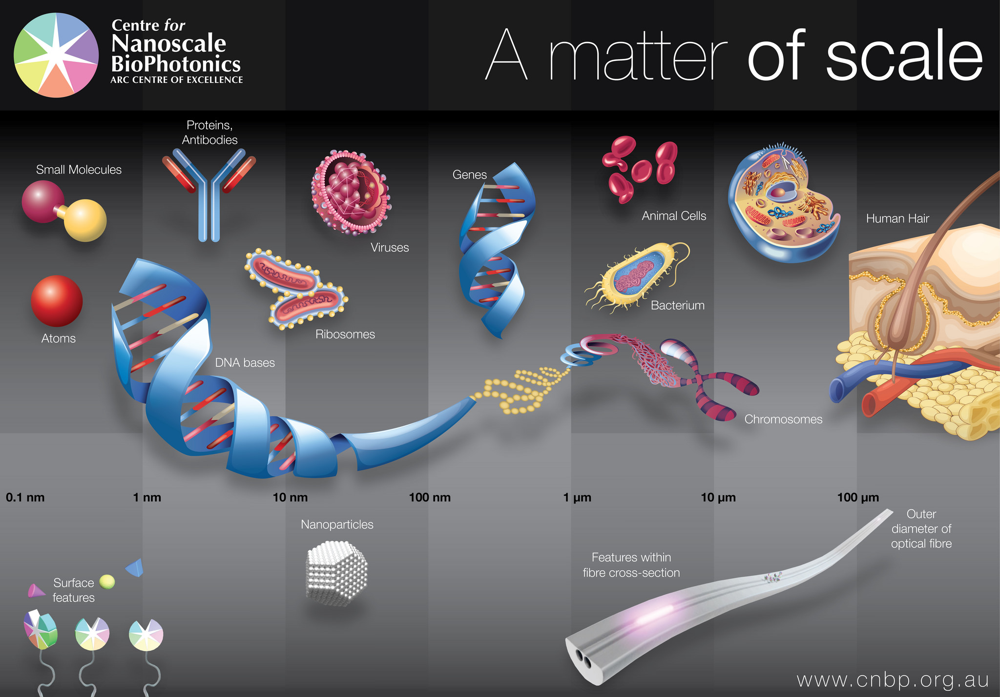 Centre for
Nanoscale
BioPhotonics
ARC CENTRE OF EXCELLENCE
A matter of scale
Proteins,
Antibodies
Small Molecules
Genes
Animal Cells
Human Hair
Viruses
Bacterium
Ribosomes
Atoms
DNA bases
Chromosomes
0.1 nm
1 nm
10 nm
100 nm
1 µm
10 µm
100 µm
Nanoparticles
Outer
diameter of
optical fibre
Features within
fibre cross-section
Surface
features
www.cnbp.org.au